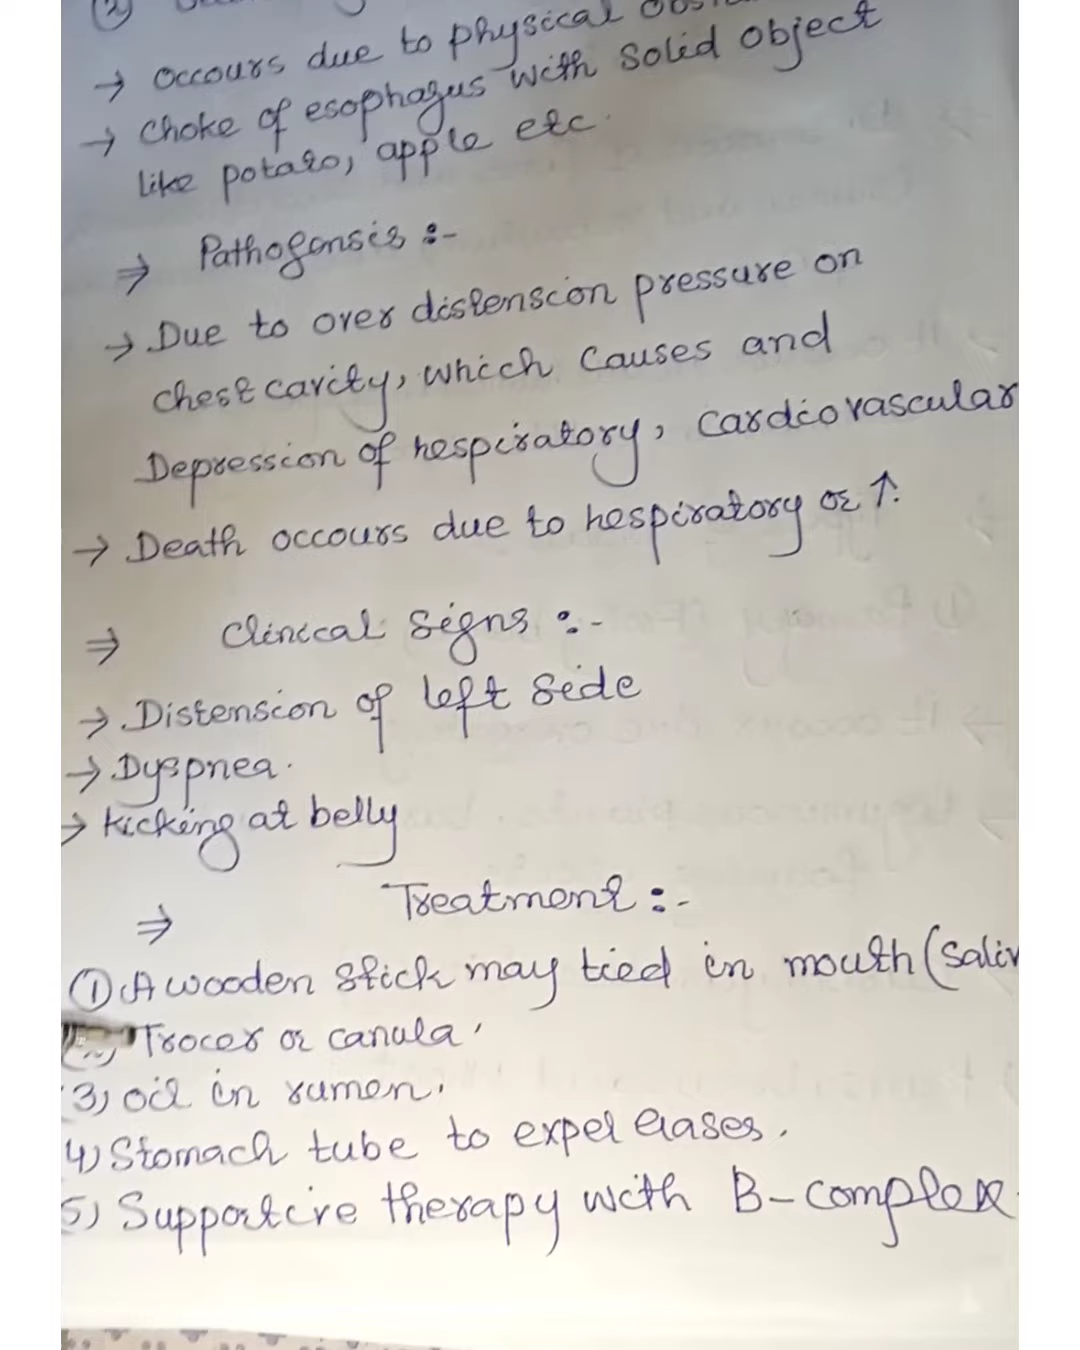 (2)
→ occours due to physical
→ choke of esophagus with solid object
like potato, apple etc.
⇒ Pathogensis :-
→ Due to over distension pressure on
chest cavity, which causes and
Depression of respiratory, cardiovascular
→ Death occours due to respiratory or ↑.
⇒ clinical signs :-
→ Distension of left side
→ Dyspnea.
→ kicking at belly
⇒ Treatment :-
① A wooden stick may tied in mouth (saliv
Trocer or canula.
3) oil in rumen.
4) Stomach tube to expel Gases.
5) Supportive therapy with B-complex